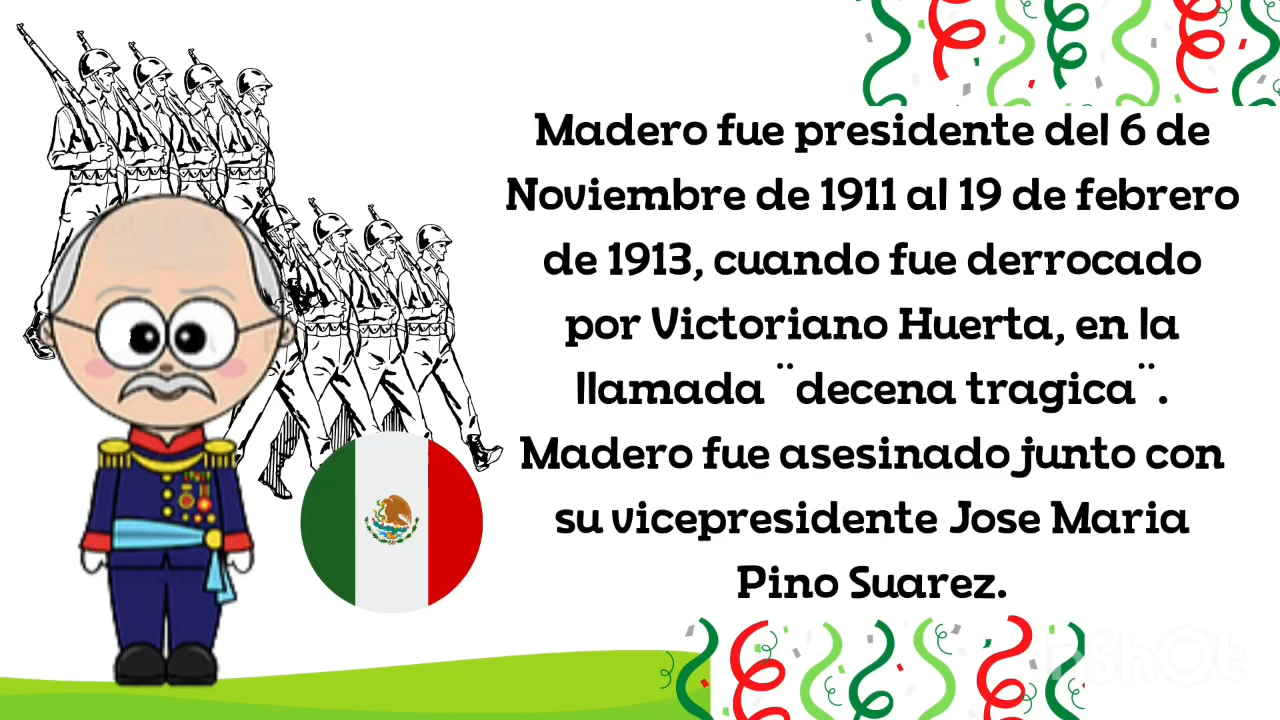 Madero fue presidente del 6 de
Noviembre de 1911 al 19 de febrero
de 1913, cuando fue derrocado
por Victoriano Huerta, en la
llamada ¨decena tragica¨.
Madero fue asesinado junto con
su vicepresidente Jose Maria
Pino Suarez.